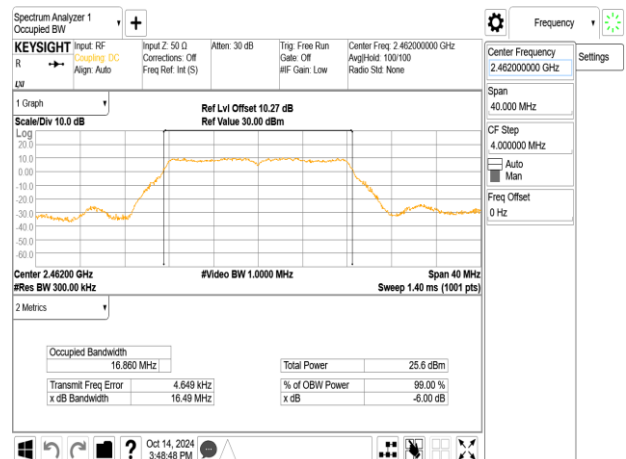 Spectrum Analyzer 1
Occupied BW
Frequency
KEYSIGHT
Input: RF
Coupling: DC
Align: Auto
Input Z: 50 Ω
Corrections: Off
Freq Ref: Int (S)
Atten: 30 dB
Trig: Free Run
Gate: Off
#IF Gain: Low
Center Freq: 2.462000000 GHz
Avg|Hold: 100/100
Radio Std: None
R
LXI
Center Frequency
2.462000000 GHz
Settings
Span
40.000 MHz
CF Step
4.000000 MHz
Auto
Man
Freq Offset
0 Hz
1 Graph
Ref Lvl Offset 10.27 dB
Scale/Div 10.0 dB
Ref Value 30.00 dBm
Log
20.0
10.0
0.00
-10.0
-20.0
-30.0
-40.0
-50.0
-60.0
Center 2.46200 GHz
#Video BW 1.0000 MHz
Span 40 MHz
#Res BW 300.00 kHz
Sweep 1.40 ms (1001 pts)
2 Metrics
Occupied Bandwidth
16.860 MHz
Total Power
25.6 dBm
Transmit Freq Error
4.649 kHz
% of OBW Power
99.00 %
x dB Bandwidth
16.49 MHz
x dB
-6.00 dB
?
Oct 14, 2024
3:48:48 PM